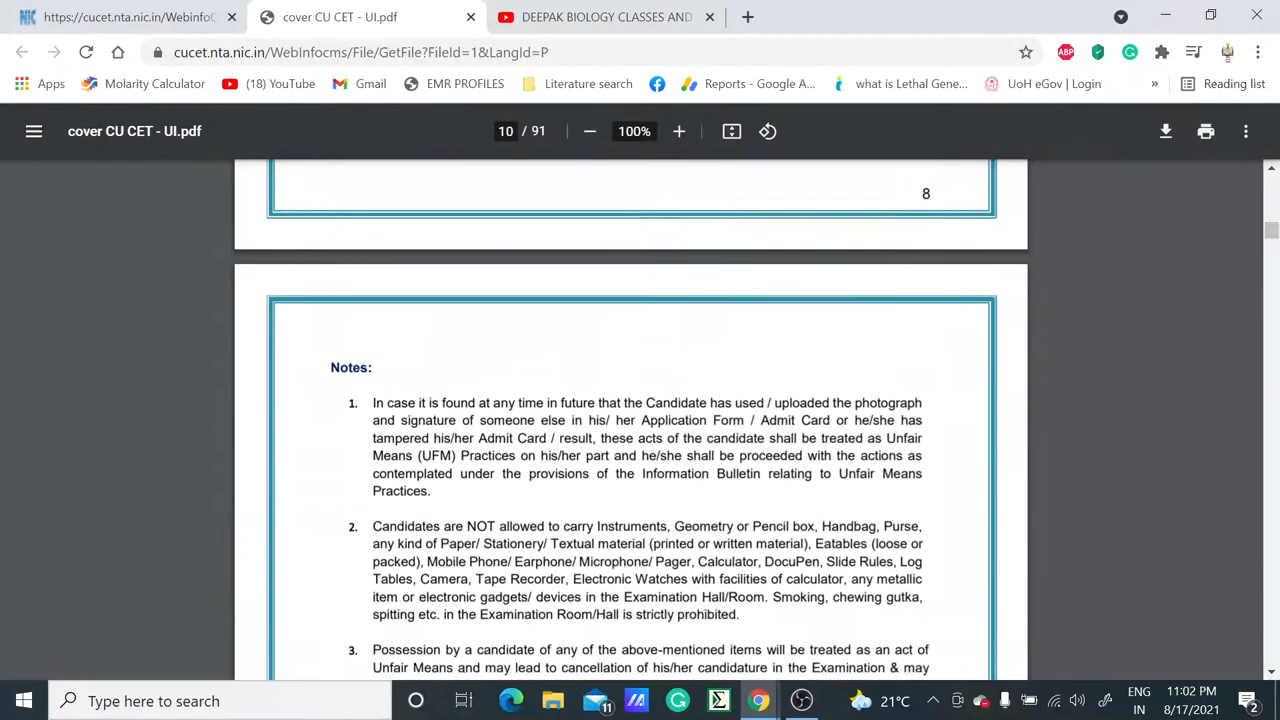 https://cucet.nta.nic.in/WebinfoC
cover CU CET - UI.pdf
DEEPAK BIOLOGY CLASSES AND
cucet.nta.nic.in/WebInfocms/File/GetFile?FileId=1&LangId=P
ABP
Apps
Molarity Calculator
(18) YouTube
Gmail
EMR PROFILES
Literature search
Reports - Google A...
what is Lethal Gene...
UoH eGov | Login
»
Reading list
cover CU CET - UI.pdf
10 / 91
100%
8
Notes:
1. In case it is found at any time in future that the Candidate has used / uploaded the photograph
and signature of someone else in his/ her Application Form / Admit Card or he/she has
tampered his/her Admit Card / result, these acts of the candidate shall be treated as Unfair
Means (UFM) Practices on his/her part and he/she shall be proceeded with the actions as
contemplated under the provisions of the Information Bulletin relating to Unfair Means
Practices.
2. Candidates are NOT allowed to carry Instruments, Geometry or Pencil box, Handbag, Purse,
any kind of Paper/ Stationery/ Textual material (printed or written material), Eatables (loose or
packed), Mobile Phone/ Earphone/ Microphone/ Pager, Calculator, DocuPen, Slide Rules, Log
Tables, Camera, Tape Recorder, Electronic Watches with facilities of calculator, any metallic
item or electronic gadgets/ devices in the Examination Hall/Room. Smoking, chewing gutka,
spitting etc. in the Examination Room/Hall is strictly prohibited.
3. Possession by a candidate of any of the above-mentioned items will be treated as an act of
Unfair Means and may lead to cancellation of his/her candidature in the Examination & may
Type here to search
11
21°C
ENG
IN
11:02 PM
8/17/2021
2